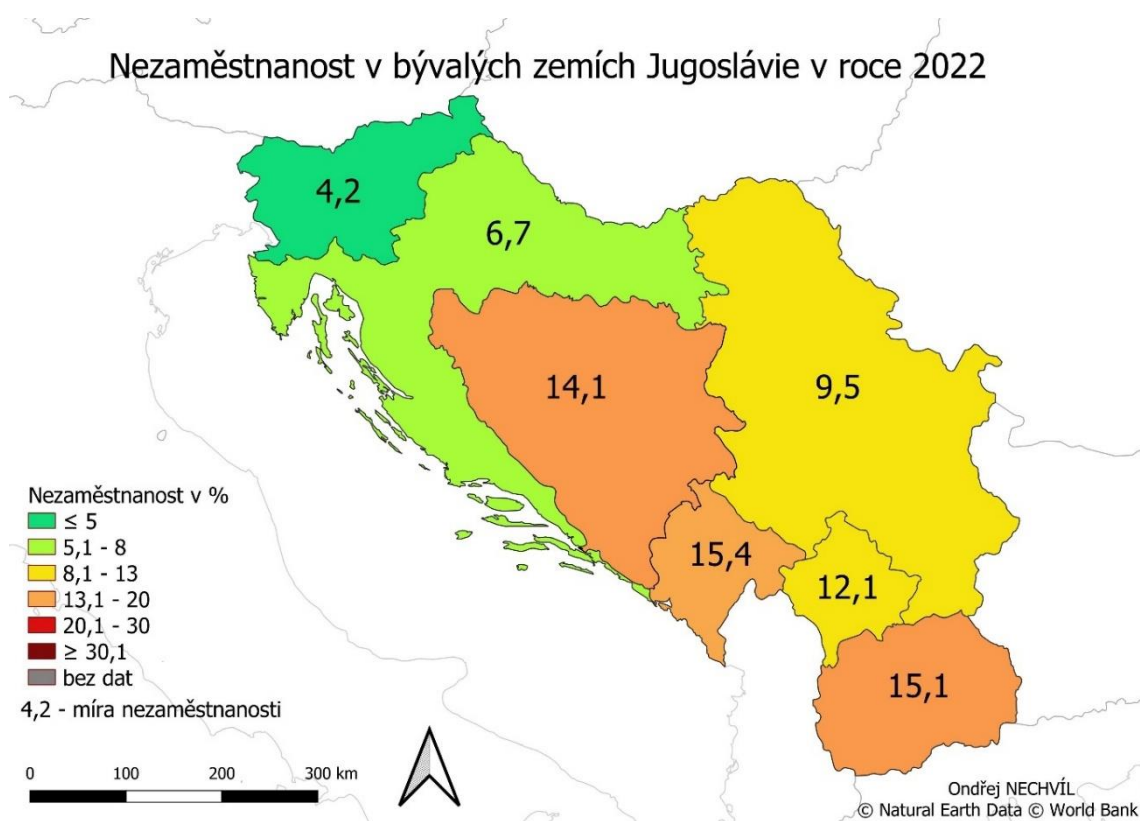 Nezaměstnanost v bývalých zemích Jugoslávie v roce 2022
4,2
6,7
14,1
9,5
15,4
12,1
15,1
Nezaměstnanost v %
≤ 5
5,1 - 8
8,1 - 13
13,1 - 20
20,1 - 30
≥ 30,1
bez dat
4,2 - míra nezaměstnanosti
0 100 200 300 km
Ondřej NECHVÍL
© Natural Earth Data © World Bank